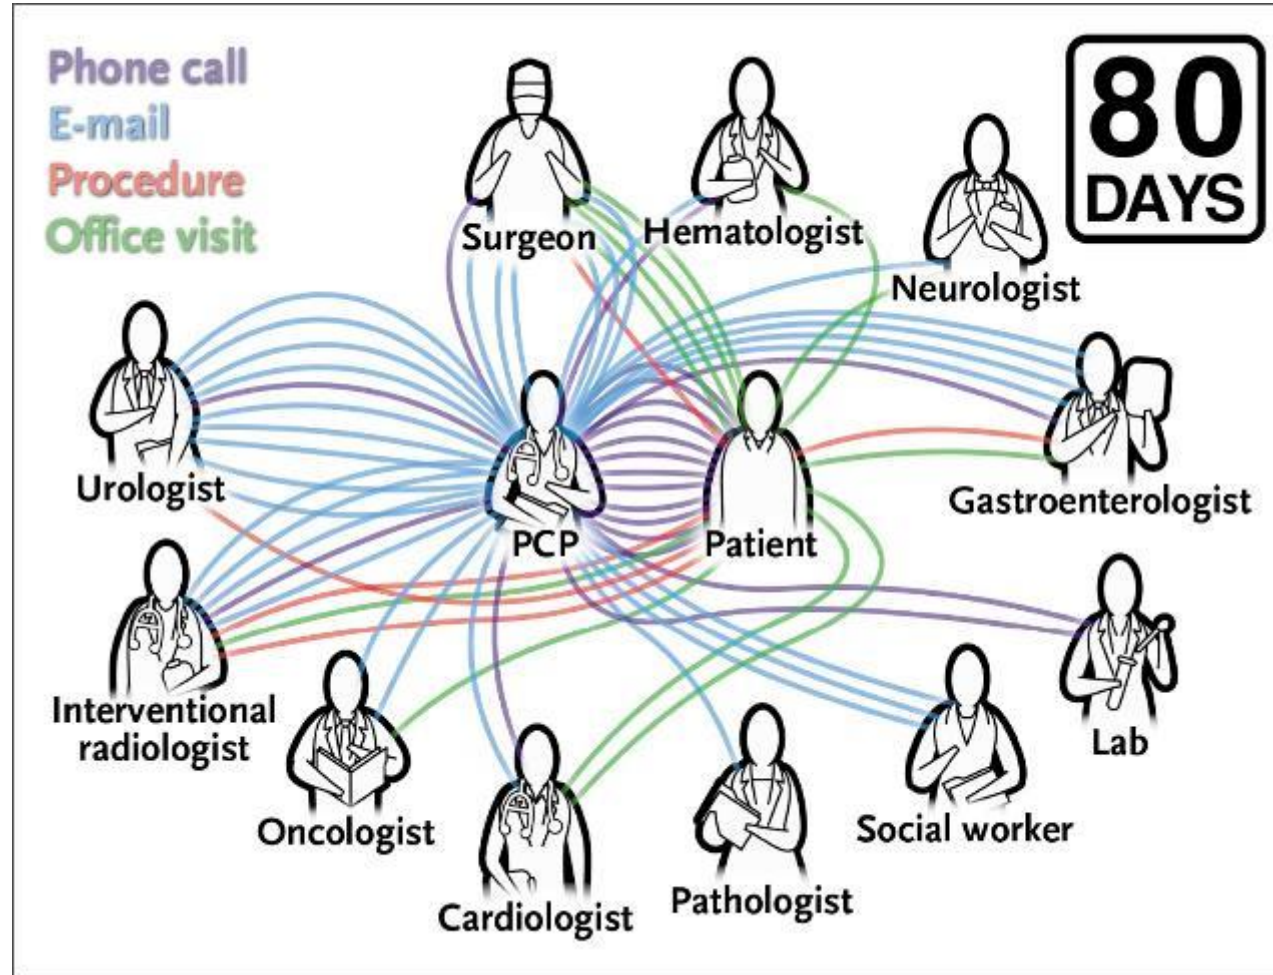 Phone call
E-mail
Procedure
Office visit
80
DAYS
Surgeon
Hematologist
Neurologist
Urologist
PCP
Patient
Gastroenterologist
Interventional
radiologist
Oncologist
Cardiologist
Pathologist
Social worker
Lab